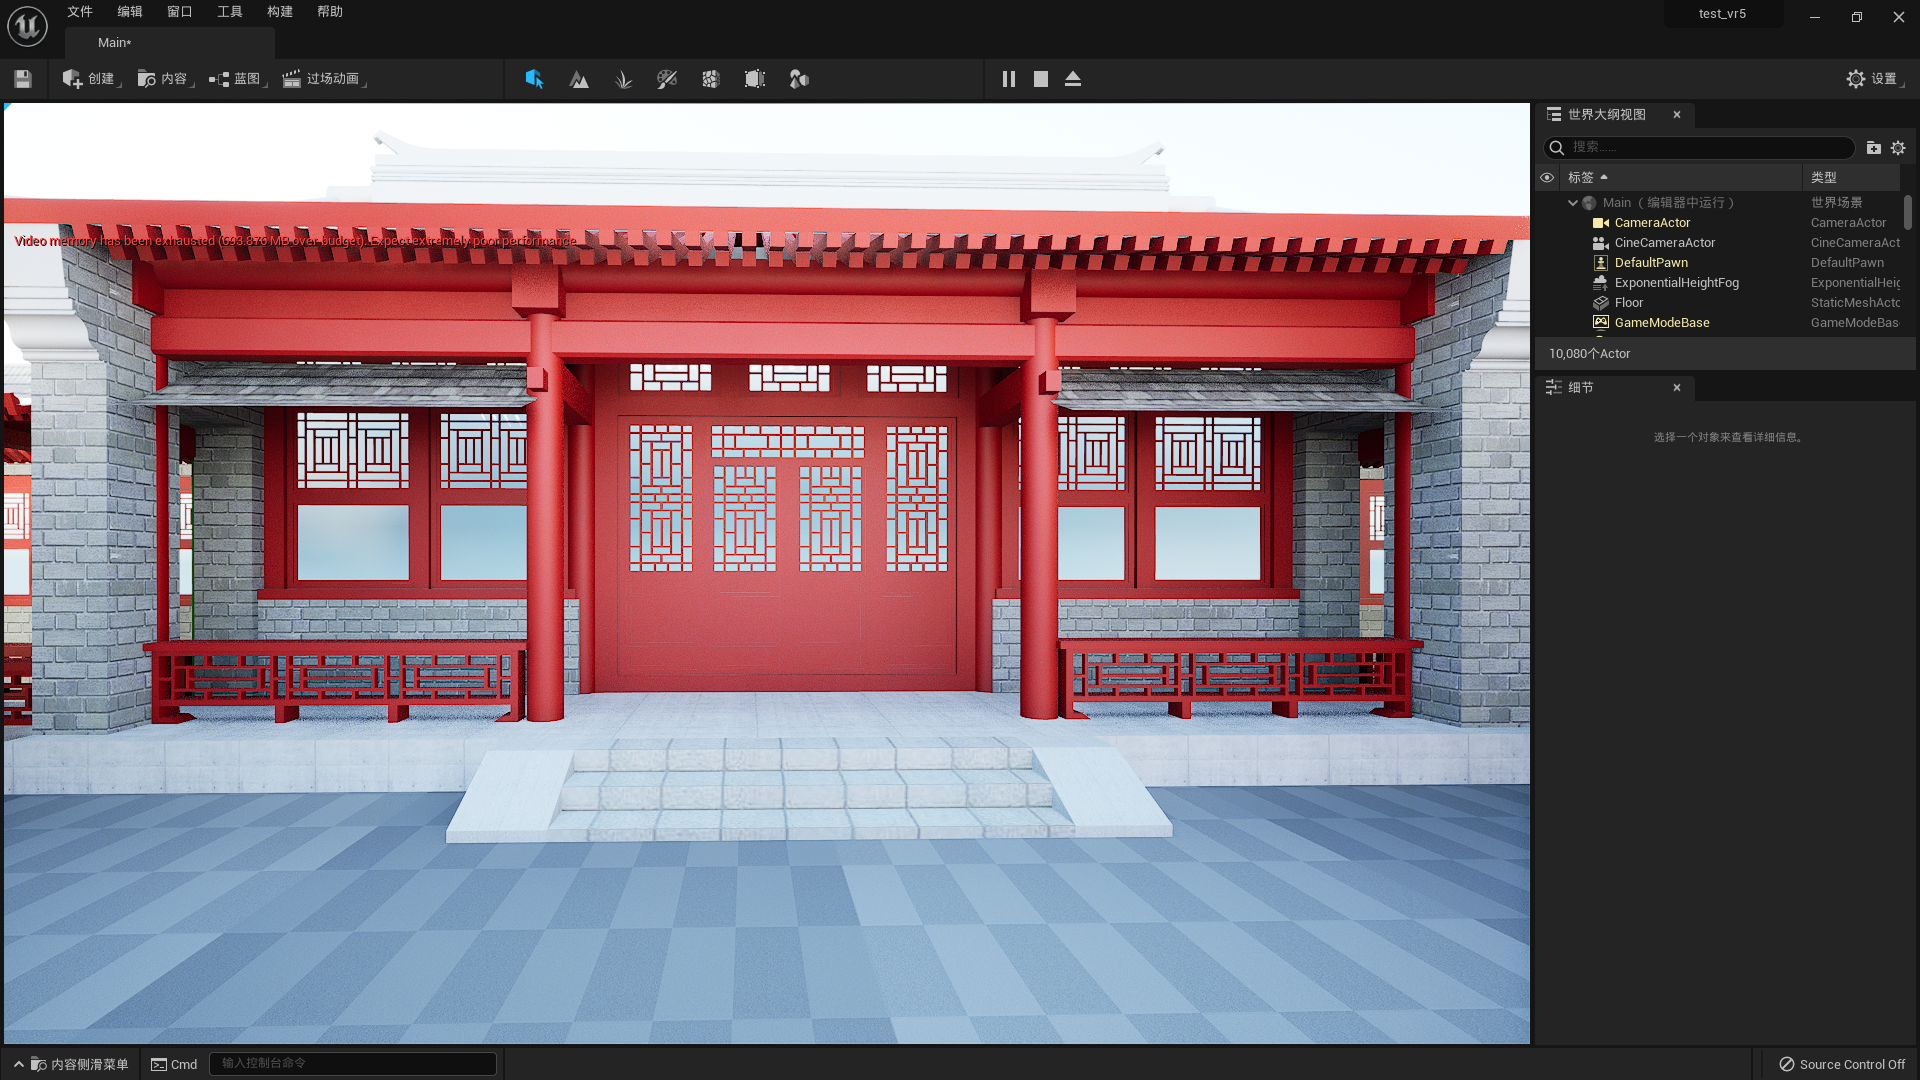 文件 编辑 窗口 工具 构建 帮助
test_vr5
Main*
创建 内容 蓝图 过场动画
设置
Video memory has been exhausted (693.876 MB over budget). Expect extremely poor performance.
世界大纲视图
搜索……
标签 类型
Main（编辑器中运行） 世界场景
CameraActor CameraActor
CineCameraActor CineCameraAct
DefaultPawn DefaultPawn
ExponentialHeightFog ExponentialHeig
Floor StaticMeshActo
GameModeBase GameModeBas
10,080个Actor
细节
选择一个对象来查看详细信息。
内容侧滑菜单 Cmd 输入控制台命令
Source Control Off